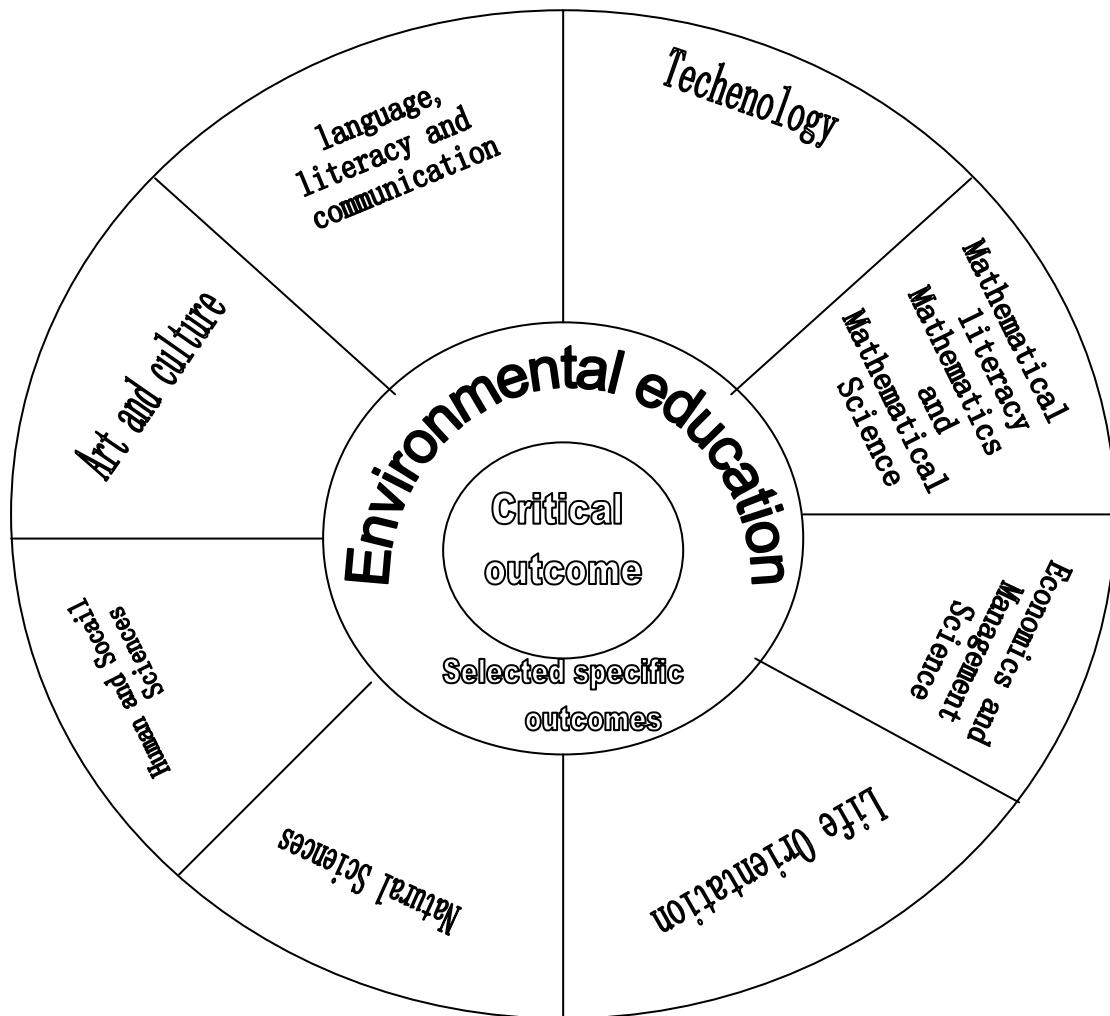 Techenology
Mathematical
literacy
Mathematics
and
Mathematical
Science
Economics and
Management
Science
Life Orientation
Natural Sciences
Human and Socail
Sciences
Art and culture
language,
literacy and
communication
Environmental education
Critical
outcome
Selected specific
outcomes